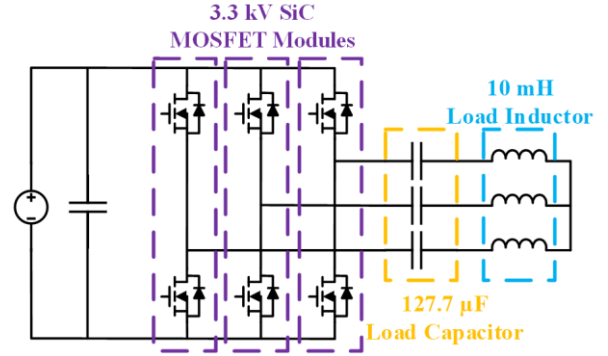 3.3 kV SiC
MOSFET Modules
10 mH
Load Inductor
+
−
127.7 μF
Load Capacitor